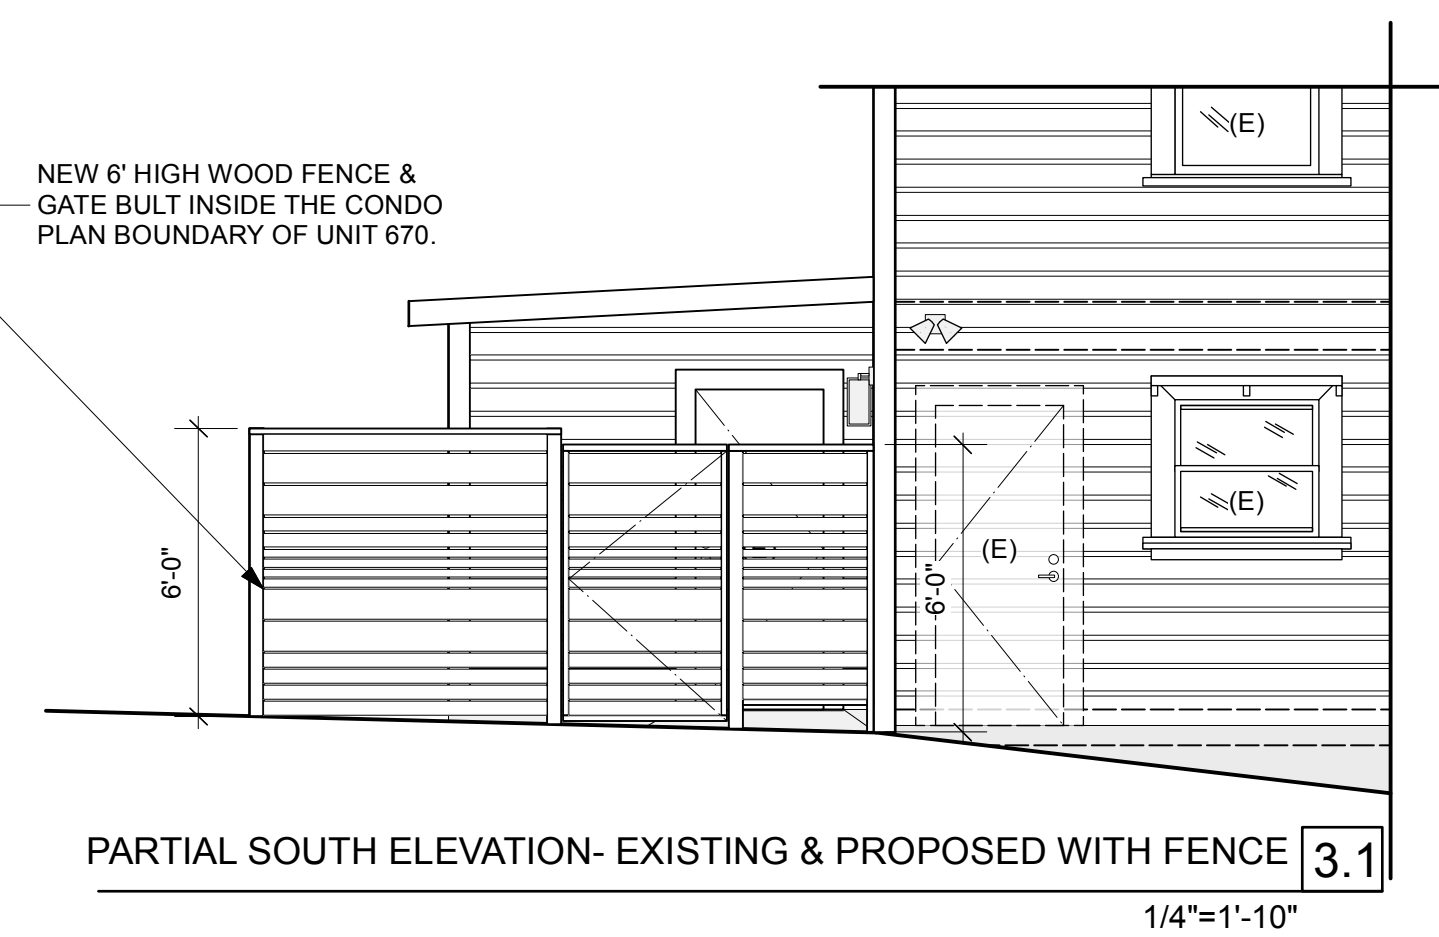 NEW 6' HIGH WOOD FENCE &
GATE BULT INSIDE THE CONDO
PLAN BOUNDARY OF UNIT 670.
(E)
(E)
(E)
6'-0"
6'-0"
PARTIAL SOUTH ELEVATION- EXISTING & PROPOSED WITH FENCE 3.1
1/4"=1'-10"